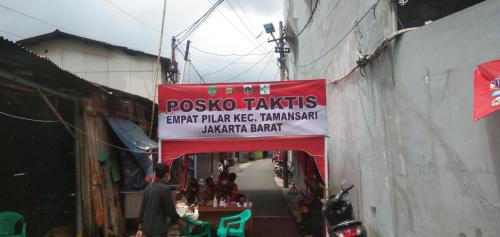 POSKO TAKTIS
EMPAT PILAR KEC. TAMANSARI
JAKARTA BARAT